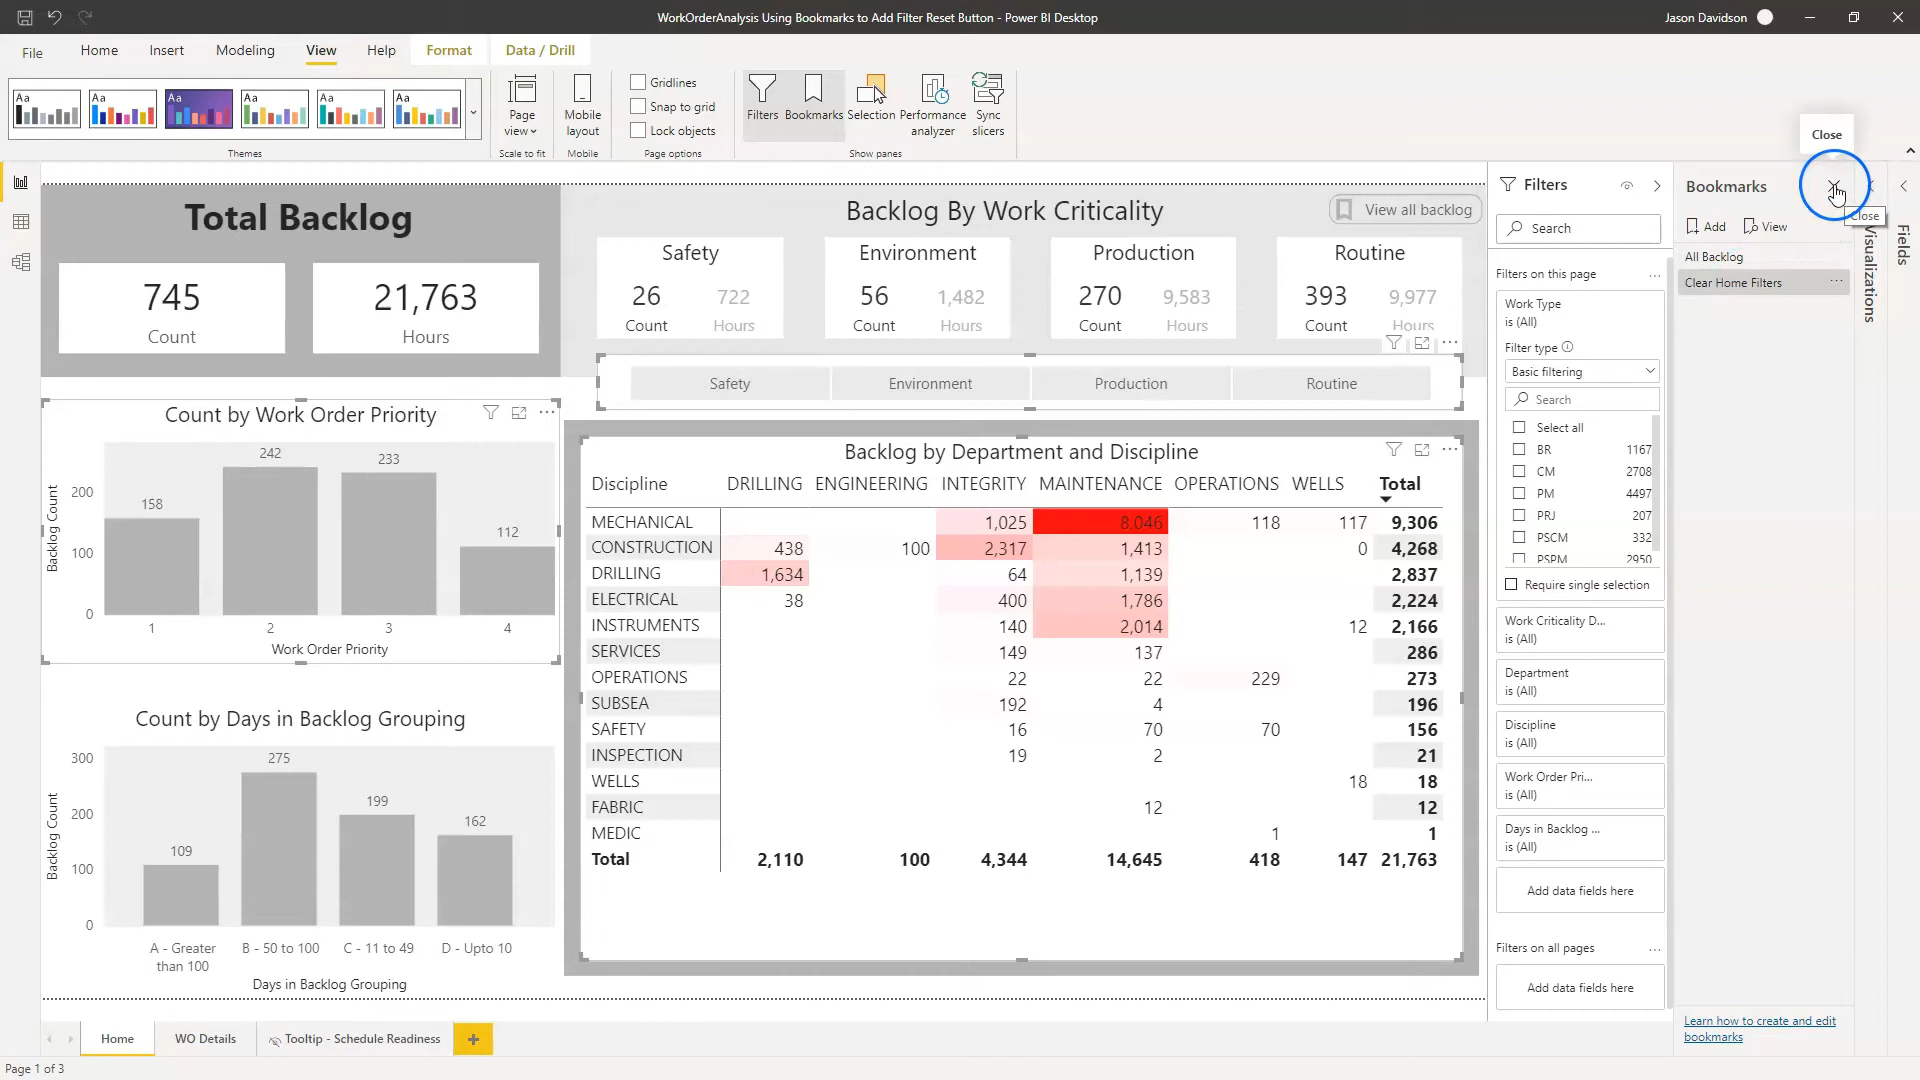 WorkOrderAnalysis Using Bookmarks to Add Filter Reset Button - Power BI Desktop
Jason Davidson
File
Home
Insert
Modeling
View
Help
Format
Data / Drill
Aa
Aa
Aa
Aa
Aa
Aa
Themes
Page
view
Scale to fit
Mobile
layout
Mobile
Gridlines
Snap to grid
Lock objects
Page options
Filters
Bookmarks
Selection
Performance
analyzer
Sync
slicers
Show panes
Close
Total Backlog
745
Count
21,763
Hours
Backlog By Work Criticality
View all backlog
Safety
26
722
Count
Hours
Environment
56
1,482
Count
Hours
Production
270
9,583
Count
Hours
Routine
393
9,977
Count
Hours
Safety
Environment
Production
Routine
Count by Work Order Priority
Backlog Count
200
100
0
158
242
233
112
1
2
3
4
Work Order Priority
Count by Days in Backlog Grouping
Backlog Count
300
200
100
0
109
275
199
162
A - Greater
than 100
B - 50 to 100
C - 11 to 49
D - Upto 10
Days in Backlog Grouping
Backlog by Department and Discipline
Discipline DRILLING ENGINEERING INTEGRITY MAINTENANCE OPERATIONS WELLS Total
MECHANICAL 1,025 8,046 118 117 9,306
CONSTRUCTION 438 100 2,317 1,413 0 4,268
DRILLING 1,634 64 1,139 2,837
ELECTRICAL 38 400 1,786 2,224
INSTRUMENTS 140 2,014 12 2,166
SERVICES 149 137 286
OPERATIONS 22 22 229 273
SUBSEA 192 4 196
SAFETY 16 70 70 156
INSPECTION 19 2 21
WELLS 18 18
FABRIC 12 12
MEDIC 1 1
Total 2,110 100 4,344 14,645 418 147 21,763
Filters
Search
Filters on this page ...
Work Type
is (All)
Filter type
Basic filtering
Search
Select all
BR 1167
CM 2708
PM 4497
PRJ 207
PSCM 332
PSPM 2950
Require single selection
Work Criticality D...
is (All)
Department
is (All)
Discipline
is (All)
Work Order Pri...
is (All)
Days in Backlog ...
is (All)
Add data fields here
Filters on all pages ...
Add data fields here
Bookmarks
Close
Add
View
All Backlog
Clear Home Filters ...
Learn how to create and edit
bookmarks
Visualizations
Fields
Home
WO Details
Tooltip - Schedule Readiness
+
Page 1 of 3